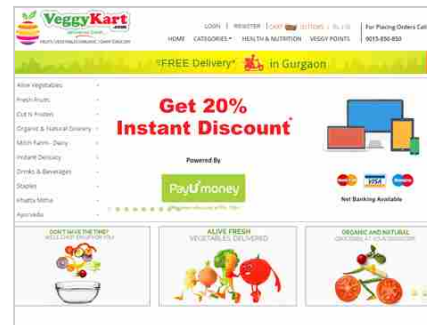 VeggyKart
.com
LOGIN | REGISTER |
For Placing Orders Call
HOME CATEGORIES HEALTH & NUTRITION VEGGY POINTS
9015-850-850
FREE Delivery* in Gurgaon
Alive Vegetables
Fresh Fruits
Cut N Frozen
Organic & Natural Grocery
Milch Farm - Dairy
Instant Delicacy
Drinks & Beverages
Staples
Khatta Mitha
Ayurveda
Get 20%
Instant Discount*
Powered By
PayUmoney
VISA
Net Banking Available
DON'T HAVE THE TIME?
ALIVE FRESH
VEGETABLES DELIVERED
ORGANIC AND NATURAL